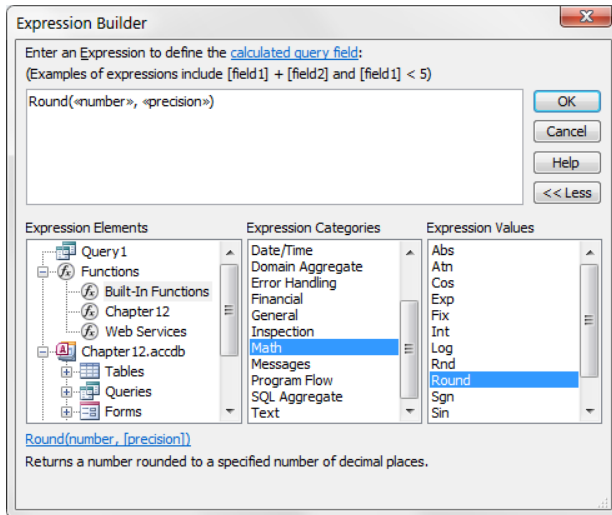 Expression Builder
Enter an Expression to define the calculated query field:
(Examples of expressions include [field1] + [field2] and [field1] < 5)
Round(«number», «precision»)
OK
Cancel
Help
<< Less
Expression Elements
Query1
Functions
Built-In Functions
Chapter12
Web Services
Chapter12.accdb
Tables
Queries
Forms
Expression Categories
Date/Time
Domain Aggregate
Error Handling
Financial
General
Inspection
Math
Messages
Program Flow
SQL Aggregate
Text
Expression Values
Abs
Atn
Cos
Exp
Fix
Int
Log
Rnd
Round
Sgn
Sin
Round(number, [precision])
Returns a number rounded to a specified number of decimal places.